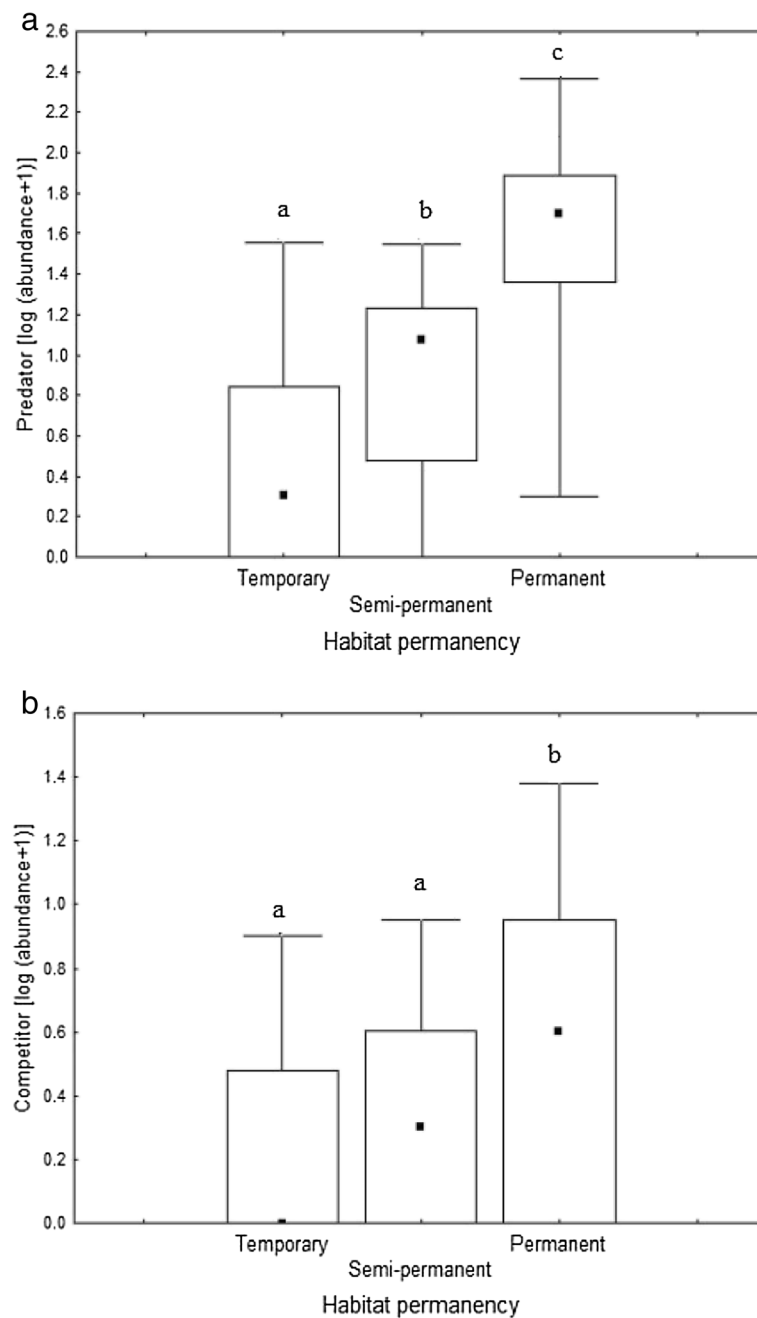 a
Predator [log (abundance+1)]
2.6
2.4
2.2
2.0
1.8
1.6
1.4
1.2
1.0
0.8
0.6
0.4
0.2
0.0
a
b
c
Temporary
Semi-permanent
Permanent
Habitat permanency
b
Competitor [log (abundance+1)]
1.6
1.4
1.2
1.0
0.8
0.6
0.4
0.2
0.0
a
a
b
Temporary
Semi-permanent
Permanent
Habitat permanency